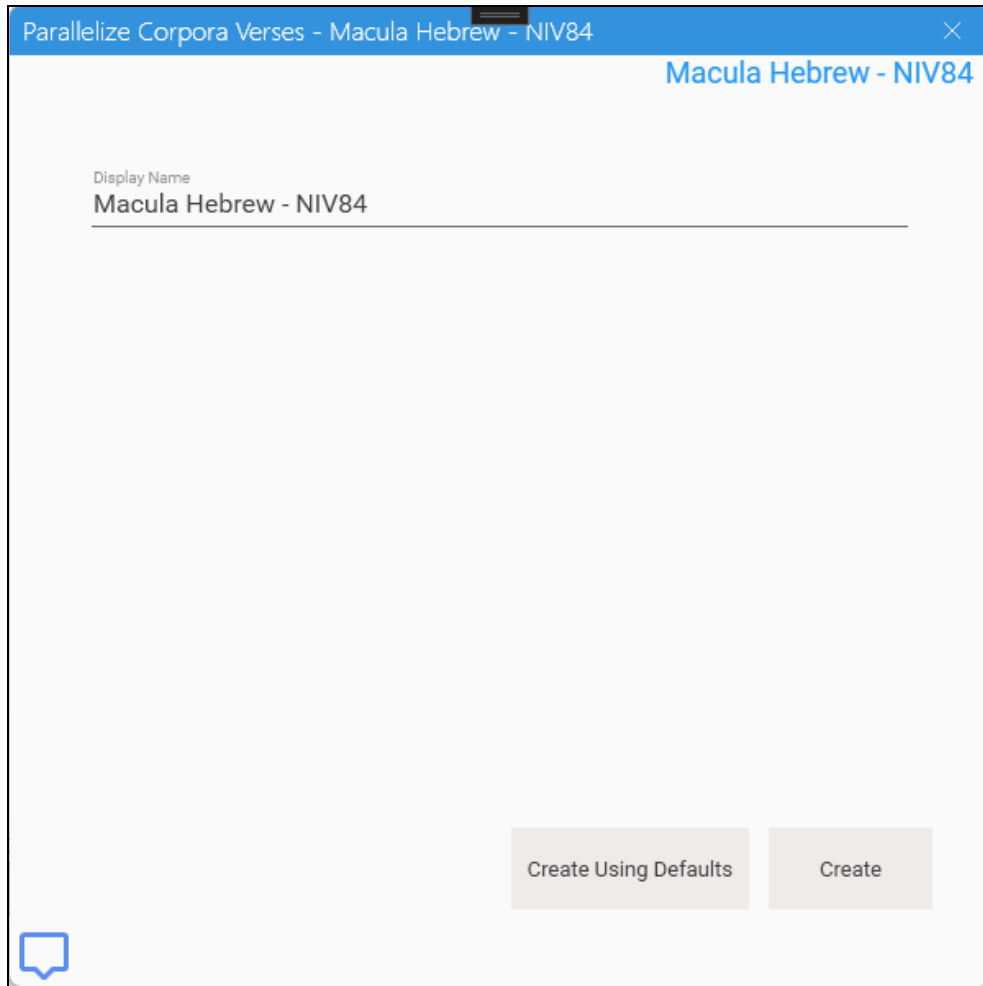 Parallelize Corpora Verses - Macula Hebrew - NIV84
Macula Hebrew - NIV84
Display Name
Macula Hebrew - NIV84
Create Using Defaults
Create